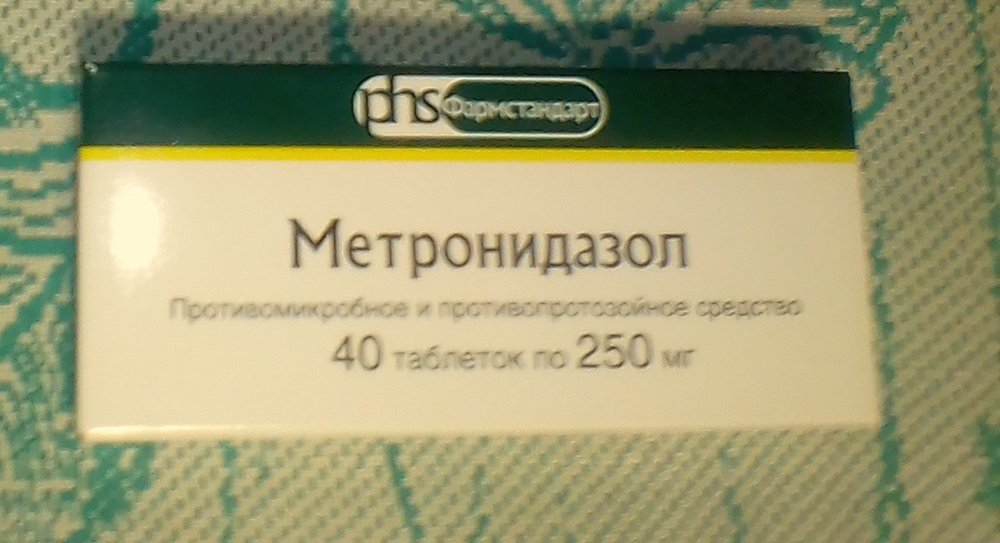 phs Фармстандарт
Метронидазол
Противомикробное и противопротозойное средство
40 таблеток по 250 мг